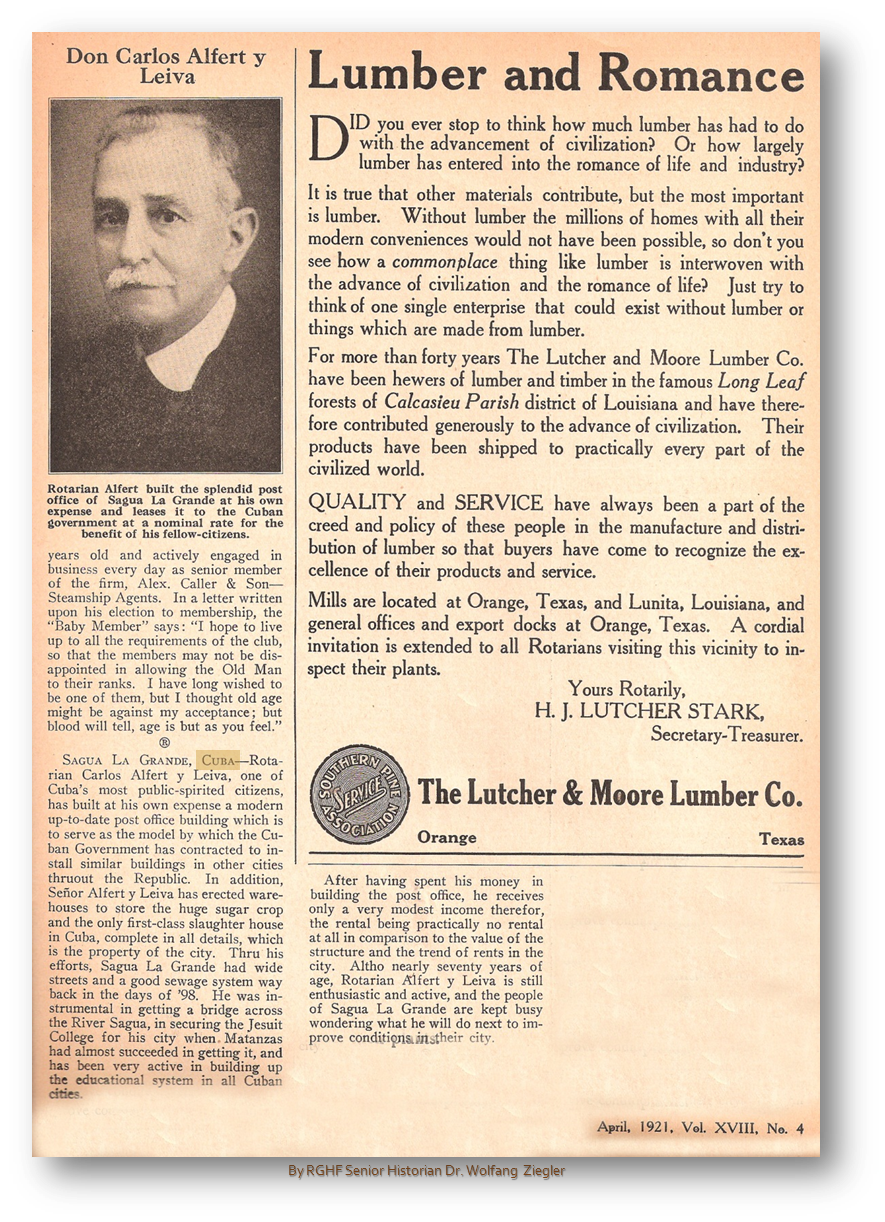 Don Carlos Alfert y
Leiva
Rotarian Alfert built the splendid post
office of Sagua La Grande at his own
expense and leases it to the Cuban
government at a nominal rate for the
benefit of his fellow-citizens.
years old and actively engaged in
business every day as senior member
of the firm, Alex. Caller & Son—
Steamship Agents. In a letter written
upon his election to membership, the
“Baby Member” says: “I hope to live
up to all the requirements of the club,
so that the members may not be dis-
appointed in allowing the Old Man
to their ranks. I have long wished to
be one of them, but I thought old age
might be against my acceptance; but
blood will tell, age is but as you feel.”
®
SAGUA LA GRANDE, CUBA—Rota-
rian Carlos Alfert y Leiva, one of
Cuba's most public-spirited citizens,
has built at his own expense a modern
up-to-date post office building which is
to serve as the model by which the Cu-
ban Government has contracted to in-
stall similar buildings in other cities
thruout the Republic. In addition,
Señor Alfert y Leiva has erected ware-
houses to store the huge sugar crop
and the only first-class slaughter house
in Cuba, complete in all details, which
is the property of the city. Thru his
efforts, Sagua La Grande had wide
streets and a good sewage system way
back in the days of '98. He was in-
strumental in getting a bridge across
the River Sagua, in securing the Jesuit
College for his city when Matanzas
had almost succeeded in getting it, and
has been very active in building up
the educational system in all Cuban
cities.
Lumber and Romance
DID you ever stop to think how much lumber has had to do
with the advancement of civilization? Or how largely
lumber has entered into the romance of life and industry?
It is true that other materials contribute, but the most important
is lumber. Without lumber the millions of homes with all their
modern conveniences would not have been possible, so don't you
see how a commonplace thing like lumber is interwoven with
the advance of civilization and the romance of life? Just try to
think of one single enterprise that could exist without lumber or
things which are made from lumber.
For more than forty years The Lutcher and Moore Lumber Co.
have been hewers of lumber and timber in the famous Long Leaf
forests of Calcasieu Parish district of Louisiana and have there-
fore contributed generously to the advance of civilization. Their
products have been shipped to practically every part of the
civilized world.
QUALITY and SERVICE have always been a part of the
creed and policy of these people in the manufacture and distri-
bution of lumber so that buyers have come to recognize the ex-
cellence of their products and service.
Mills are located at Orange, Texas, and Lunita, Louisiana, and
general offices and export docks at Orange, Texas. A cordial
invitation is extended to all Rotarians visiting this vicinity to in-
spect their plants.
Yours Rotarily,
H. J. LUTCHER STARK,
Secretary-Treasurer.
SOUTHERN PINE
SERVICE
ASSOCIATION
The Lutcher & Moore Lumber Co.
Orange Texas
After having spent his money in
building the post office, he receives
only a very modest income therefor,
the rental being practically no rental
at all in comparison to the value of the
structure and the trend of rents in the
city. Altho nearly seventy years of
age, Rotarian Alfert y Leiva is still
enthusiastic and active, and the people
of Sagua La Grande are kept busy
wondering what he will do next to im-
prove conditions in their city.
April, 1921, Vol. XVIII, No. 4
By RGHF Senior Historian Dr. Wolfgang Ziegler